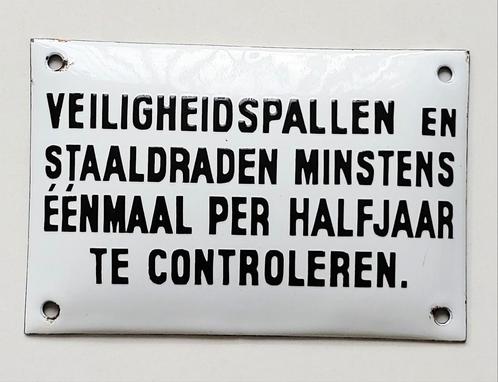 VEILIGHEIDSPALLEN EN
STAALDRADEN MINSTENS
ÉÉNMAAL PER HALFJAAR
TE CONTROLEREN.